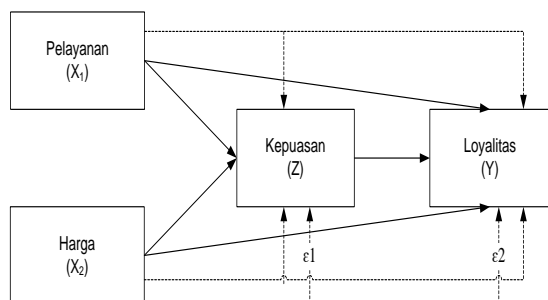 Pelayanan
(X₁)
Kepuasan
(Z)
Loyalitas
(Y)
Harga
(X₂)
ε1
ε2